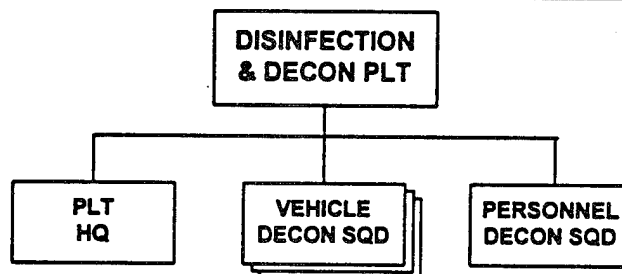 DISINFECTION
& DECON PLT
PLT
HQ
VEHICLE
DECON SQD
PERSONNEL
DECON SQD